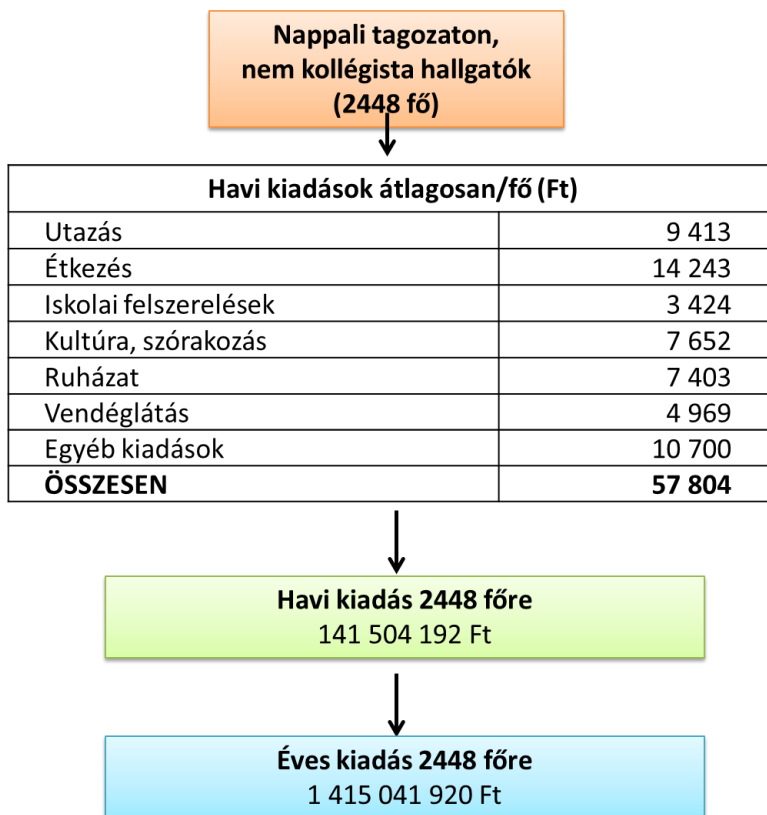 Nappali tagozaton,
nem kollégista hallgatók
(2448 fő)
Havi kiadások átlagosan/fő (Ft)
Utazás 9 413
Étkezés 14 243
Iskolai felszerelések 3 424
Kultúra, szórakozás 7 652
Ruházat 7 403
Vendéglátás 4 969
Egyéb kiadások 10 700
ÖSSZESEN 57 804
Havi kiadás 2448 főre
141 504 192 Ft
Éves kiadás 2448 főre
1 415 041 920 Ft